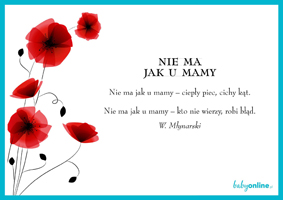 NIE MA
JAK U MAMY
Nie ma jak u mamy – ciepły piec, cichy kąt.
Nie ma jak u mamy – kto nie wierzy, robi błąd.
W. Młynarski
babyonline.pl